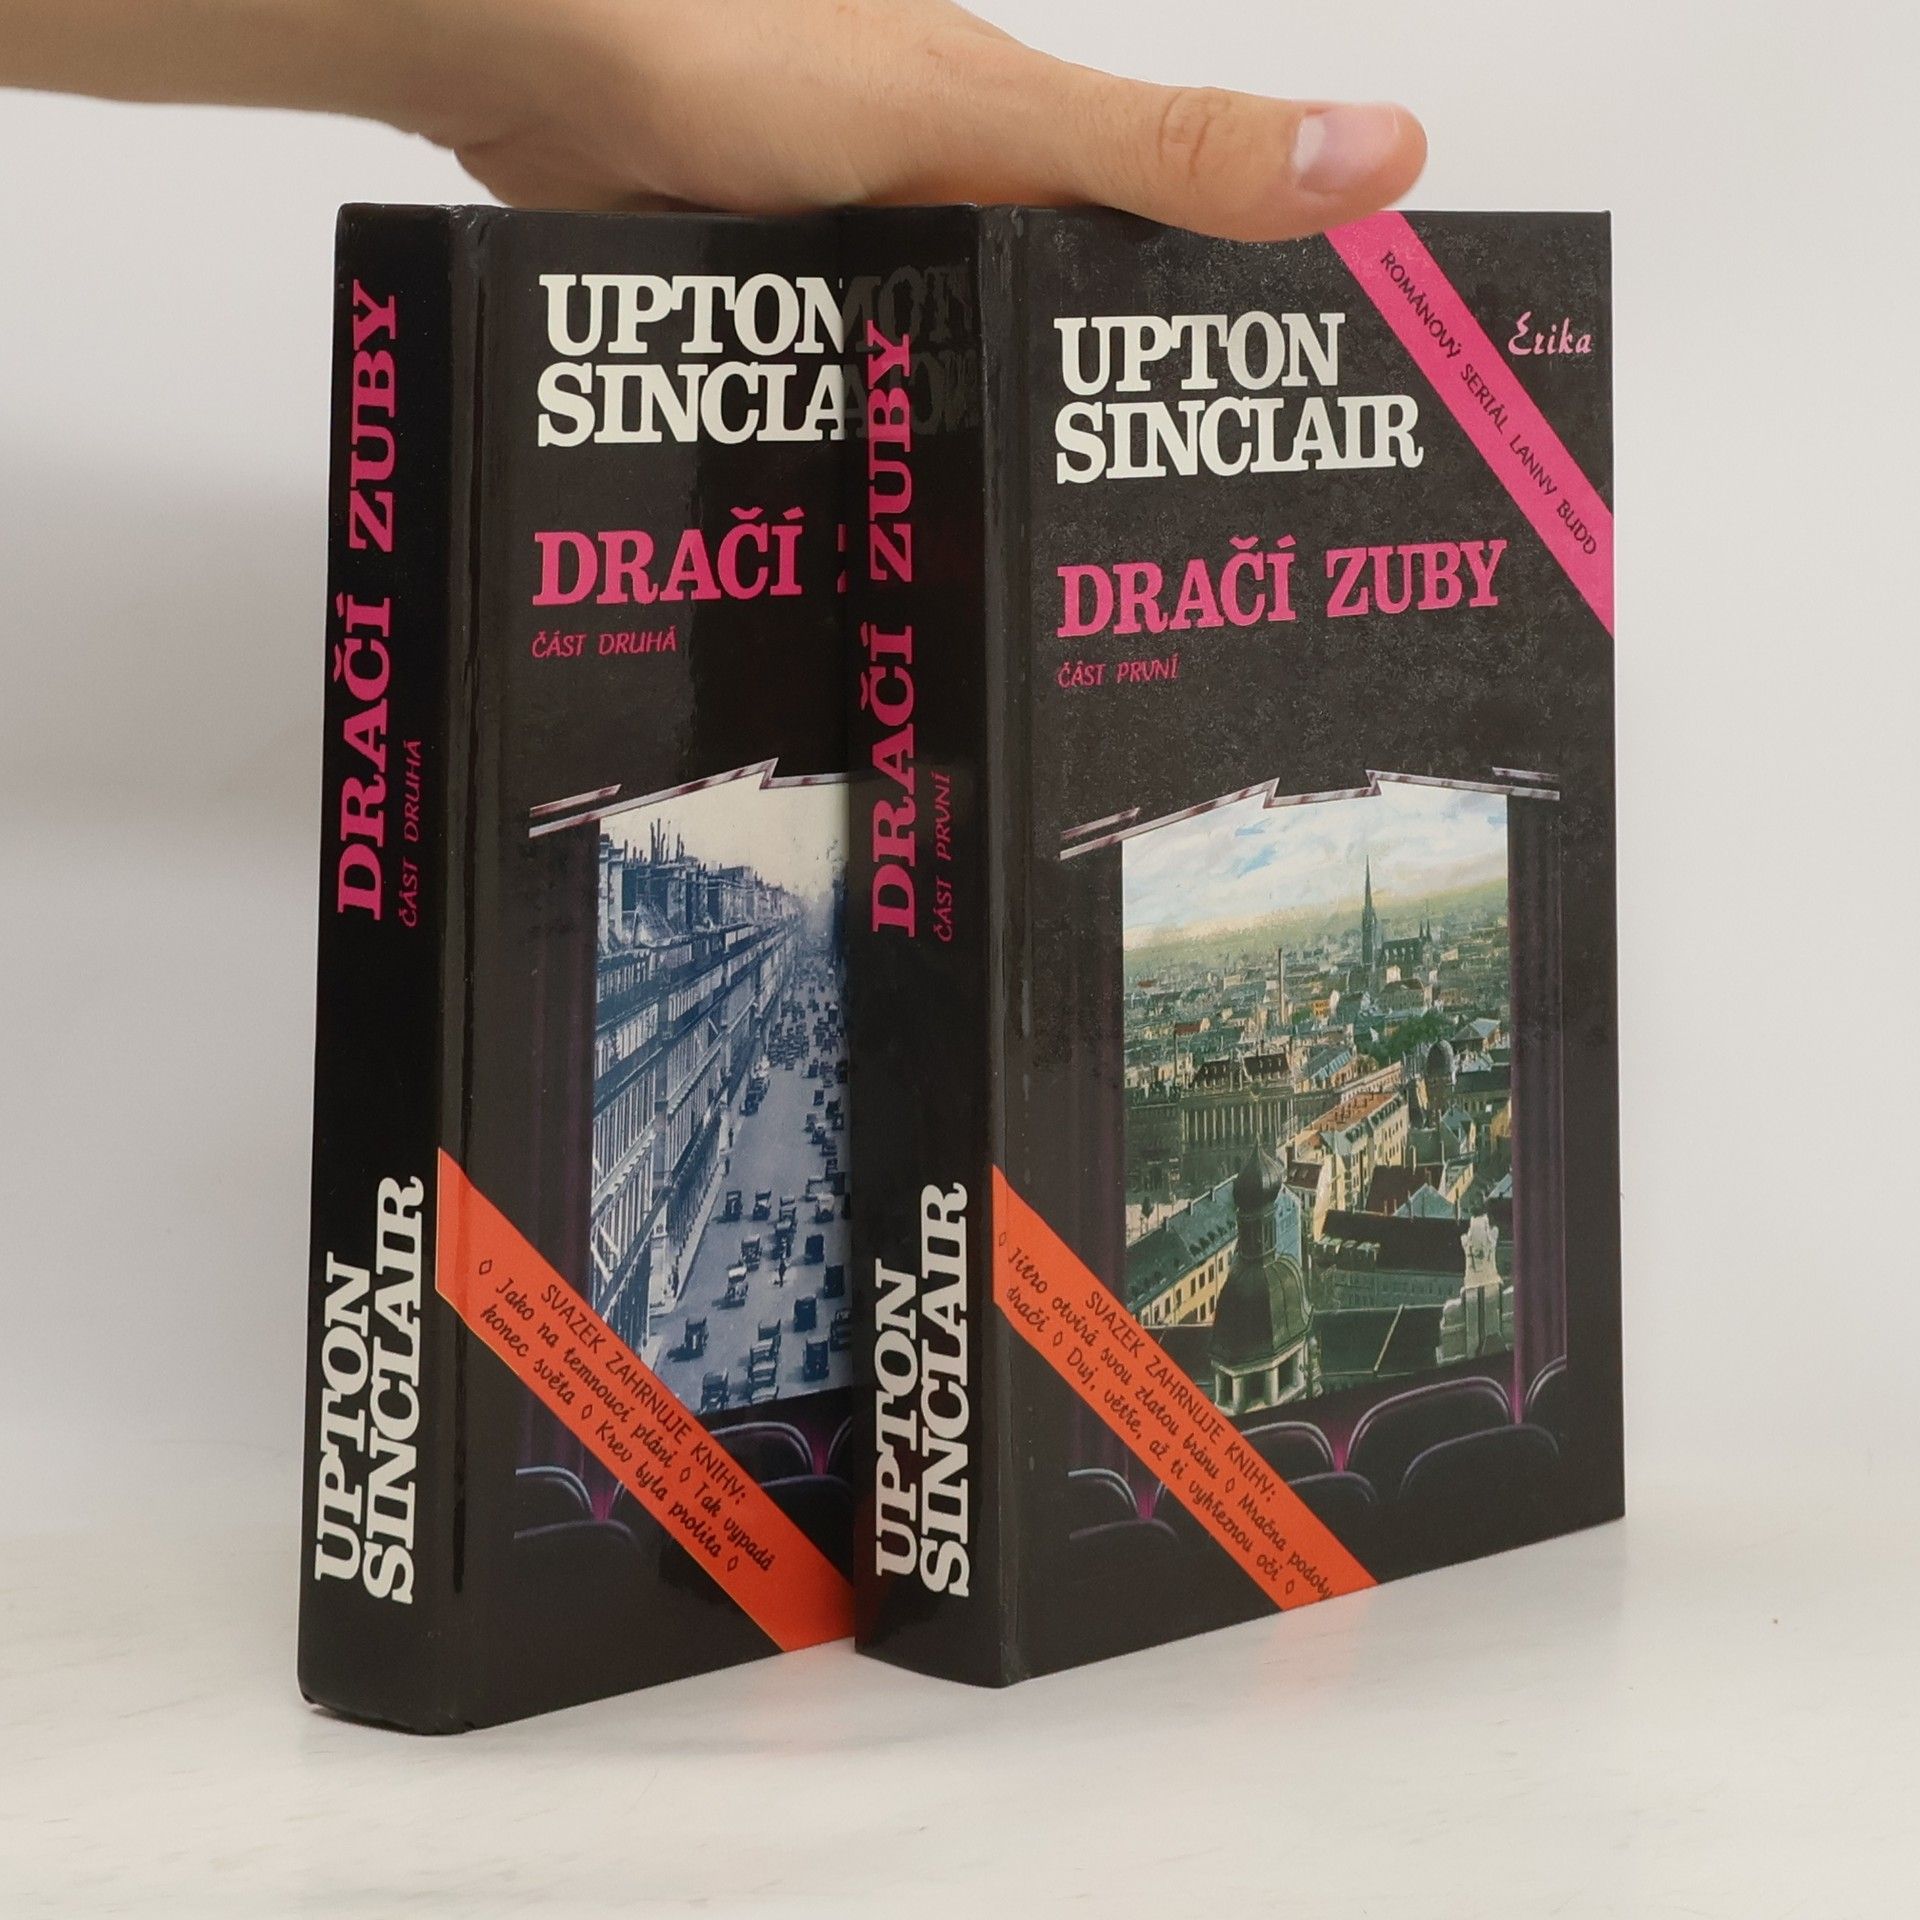 DRAČÍ ZUBY
ČÁST DRUHÁ
UPTON
SINCLAIR
UPTON
SINCLA
DRAČÍ
ČÁST DRUHÁ
SVAZEK ZAHRNUJE KNIHY:
◊ Jako na temnoucí pláni ◊ Tak vypadá
konec světa ◊ Krev byla prolita ◊
DRAČÍ ZUBY
ČÁST PRVNÍ
UPTON
SINCLAIR
ROMÁNOVÝ SERIÁL LANNY BUDD
Erika
UPTON
SINCLAIR
DRAČÍ ZUBY
ČÁST PRVNÍ
SVAZEK ZAHRNUJE KNIHY:
◊ Jitro otvírá svou zlatou bránu ◊ Mračna podoby
dračí ◊ Duj, větře, až ti vyhřeznou oči ◊